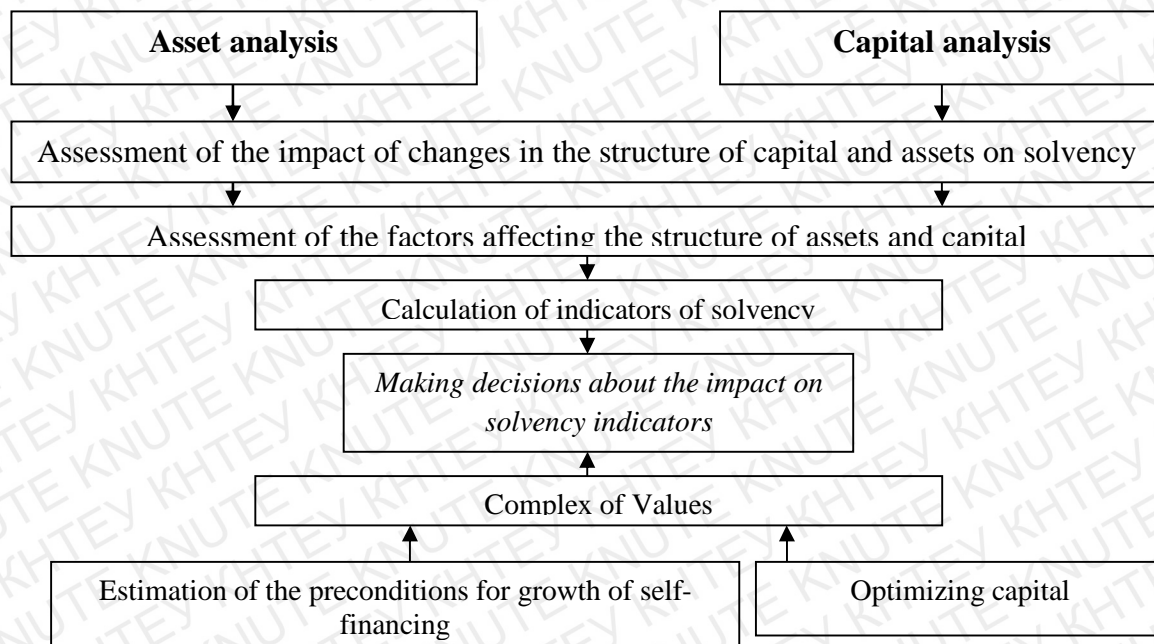 Asset analysis
Capital analysis
Assessment of the impact of changes in the structure of capital and assets on solvency
Assessment of the factors affecting the structure of assets and capital
Calculation of indicators of solvency
Making decisions about the impact on
solvency indicators
Complex of Values
Estimation of the preconditions for growth of self-
financing
Optimizing capital